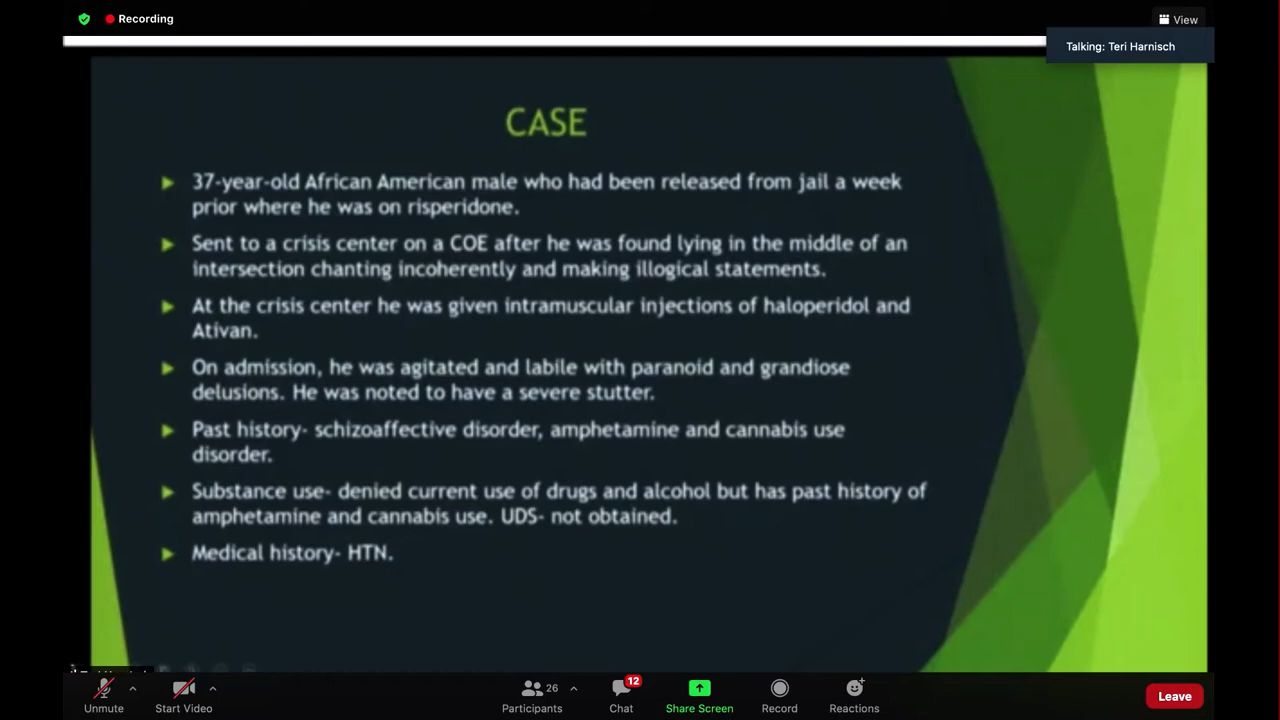 Recording
View
Talking: Teri Harnisch
CASE
37-year-old African American male who had been released from jail a week
prior where he was on risperidone.
Sent to a crisis center on a COE after he was found lying in the middle of an
intersection chanting incoherently and making illogical statements.
At the crisis center he was given intramuscular injections of haloperidol and
Ativan.
On admission, he was agitated and labile with paranoid and grandiose
delusions. He was noted to have a severe stutter.
Past history- schizoaffective disorder, amphetamine and cannabis use
disorder.
Substance use- denied current use of drugs and alcohol but has past history of
amphetamine and cannabis use. UDS- not obtained.
Medical history- HTN.
Unmute
Start Video
26
Participants
12
Chat
Share Screen
Record
Reactions
Leave